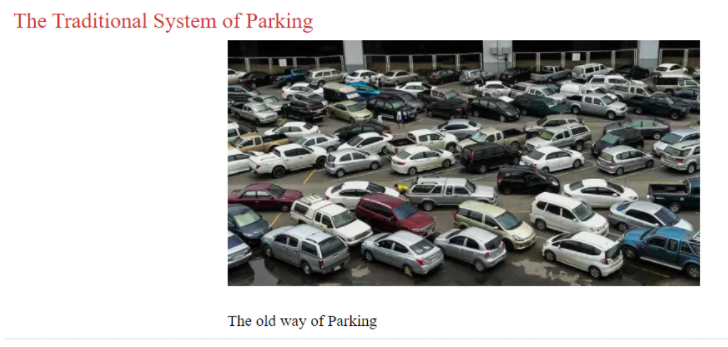 The Traditional System of Parking
The old way of Parking